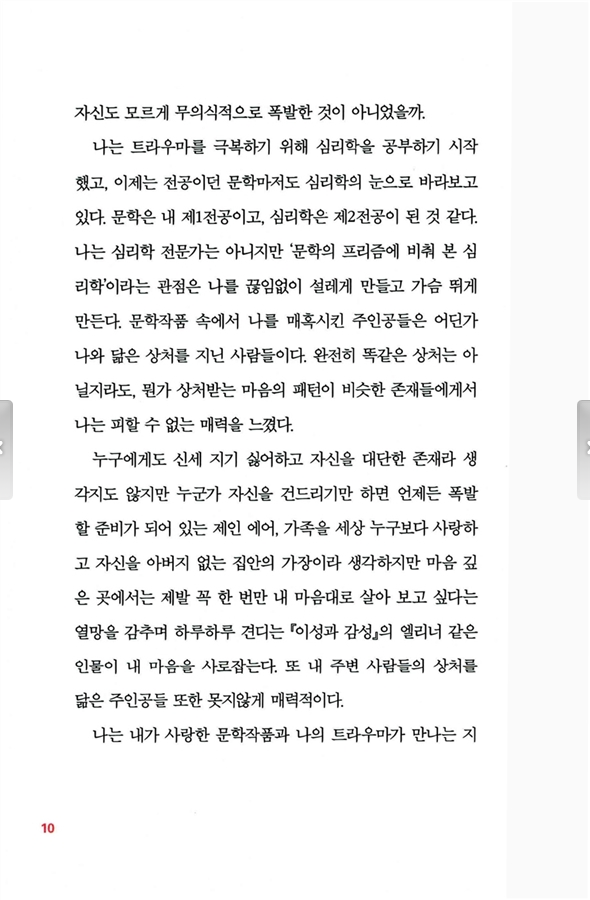 자신도 모르게 무의식적으로 폭발한 것이 아니었을까.
나는 트라우마를 극복하기 위해 심리학을 공부하기 시작
했고, 이제는 전공이던 문학마저도 심리학의 눈으로 바라보고
있다. 문학은 내 제1전공이고, 심리학은 제2전공이 된 것 같다.
나는 심리학 전문가는 아니지만 ‘문학의 프리즘에 비춰 본 심
리학’이라는 관점은 나를 끊임없이 설레게 만들고 가슴 뛰게
만든다. 문학작품 속에서 나를 매혹시킨 주인공들은 어딘가
나와 닮은 상처를 지닌 사람들이다. 완전히 똑같은 상처는 아
닐지라도, 뭔가 상처받는 마음의 패턴이 비슷한 존재들에게서
나는 피할 수 없는 매력을 느꼈다.
누구에게도 신세 지기 싫어하고 자신을 대단한 존재라 생
각지도 않지만 누군가 자신을 건드리기만 하면 언제든 폭발
할 준비가 되어 있는 제인 에어, 가족을 세상 누구보다 사랑하
고 자신을 아버지 없는 집안의 가장이라 생각하지만 마음 깊
은 곳에서는 제발 꼭 한 번만 내 마음대로 살아 보고 싶다는
열망을 감추며 하루하루 견디는 『이성과 감성』의 엘리너 같은
인물이 내 마음을 사로잡는다. 또 내 주변 사람들의 상처를
닮은 주인공들 또한 못지않게 매력적이다.
나는 내가 사랑한 문학작품과 나의 트라우마가 만나는 지
10